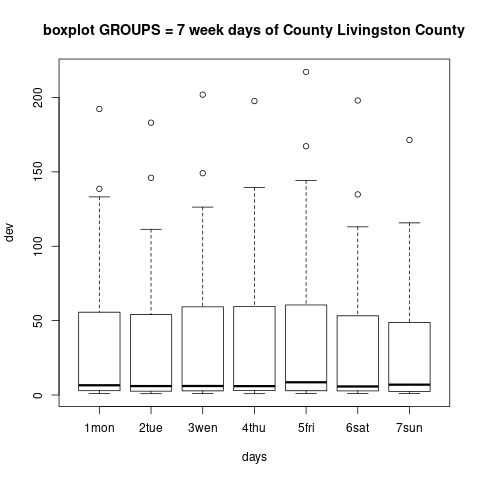 boxplot GROUPS = 7 week days of County Livingston County
200
150
100
50
0
dev
1mon 2tue 3wen 4thu 5fri 6sat 7sun
days